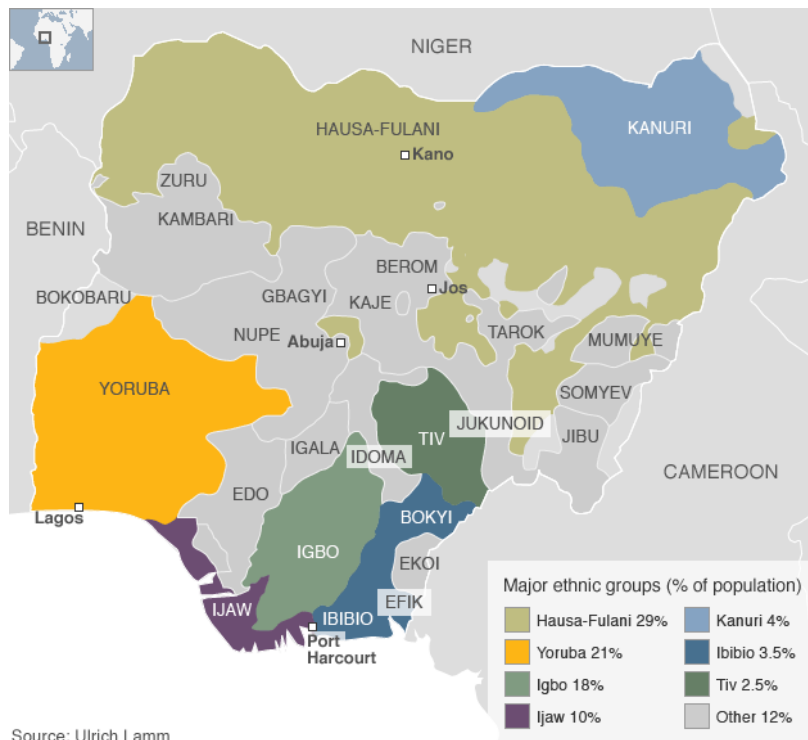 NIGER
HAUSA-FULANI
KANURI
Kano
ZURU
KAMBARI
BENIN
BEROM
BOKOBARU
GBAGYI
KAJE
Jos
NUPE
Abuja
TAROK
MUMUYE
YORUBA
SOMYEV
JUKUNOID
TIV
JIBU
IGALA
IDOMA
CAMEROON
EDO
Lagos
BOKYI
IGBO
EKOI
IJAW
IBIBIO
EFIK
Port
Harcourt
Major ethnic groups (% of population)
Hausa-Fulani 29%
Yoruba 21%
Igbo 18%
Ijaw 10%
Kanuri 4%
Ibibio 3.5%
Tiv 2.5%
Other 12%
Source: Ulrich Lamm